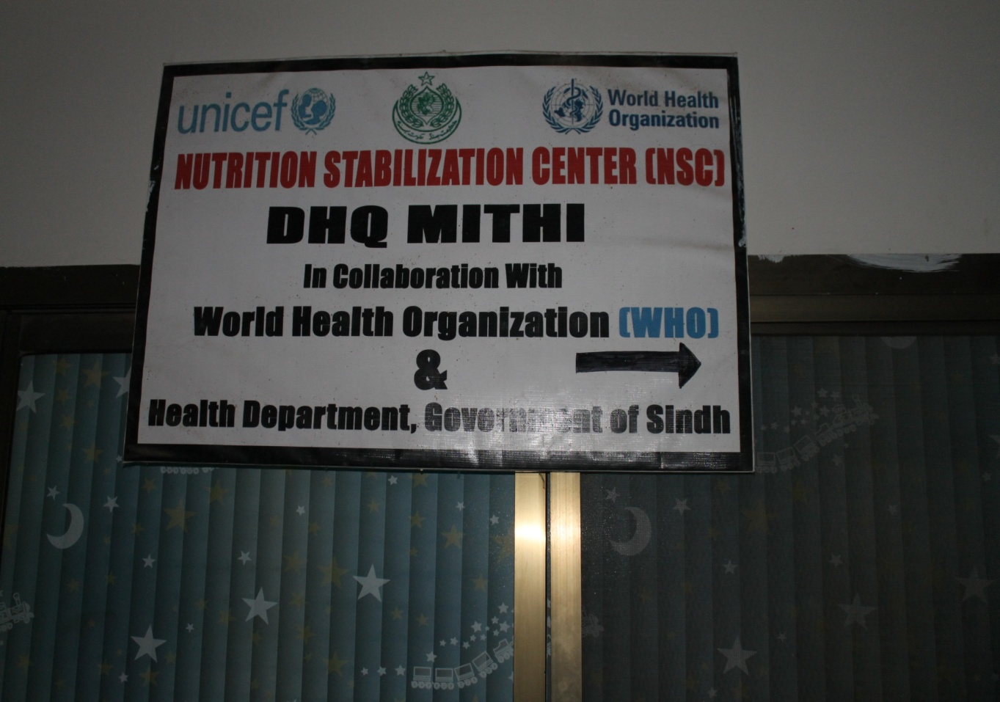 unicef
World Health
Organization
NUTRITION STABILIZATION CENTER (NSC)
DHQ MITHI
In Collaboration With
World Health Organization (WHO)
&
Health Department, Government of Sindh